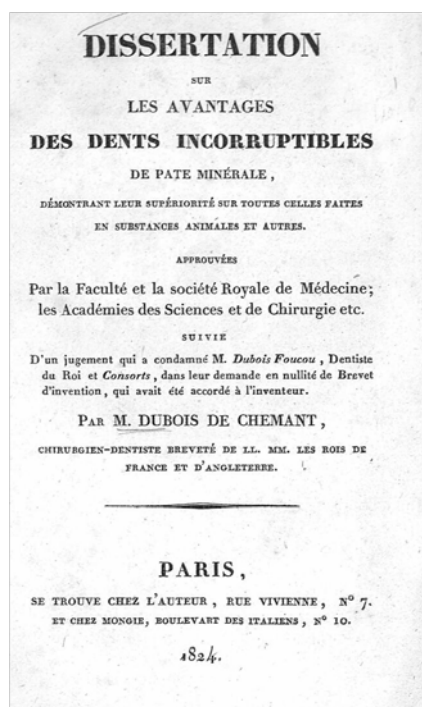 DISSERTATION
SUR
LES AVANTAGES
DES DENTS INCORRUPTIBLES
DE PATE MINÉRALE,
DÉMONTRANT LEUR SUPÉRIORITÉ SUR TOUTES CELLES FAITES
EN SUBSTANCES ANIMALES ET AUTRES.
APPROUVÉES
Par la Faculté et la société Royale de Médecine;
les Académies des Sciences et de Chirurgie etc.
SUIVIE
D'un jugement qui a condamné M. Dubois Foucou, Dentiste
du Roi et Consorts, dans leur demande en nullité de Brevet
d'invention, qui avait été accordé à l'inventeur.
PAR M. DUBOIS DE CHEMANT,
CHIRURGIEN-DENTISTE BREVETÉ DE LL. MM. LES ROIS DE
FRANCE ET D'ANGLETERRE.
PARIS,
SE TROUVE CHEZ L'AUTEUR, RUE VIVIENNE, N° 7.
ET CHEZ MONGIE, BOULEVART DES ITALIENS, N° 10.
1824.